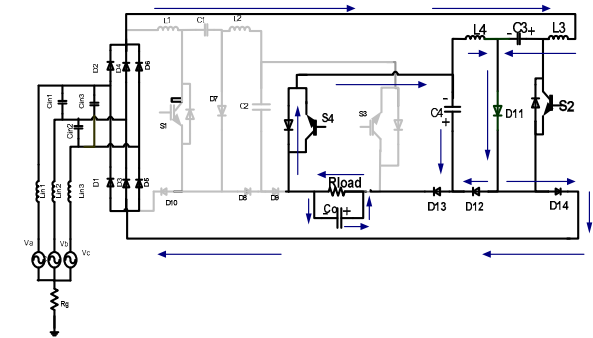 L1
C1
L2
L4
C3
L3
-
+
D2
D4
D6
Cin1
Cin3
Cin2
S1
D7
C2
S4
S3
-
C4
+
D11
S2
D1
D3
D5
Lin1
Lin2
Lin3
D10
D8
D9
Rload
D13
D12
D14
-
Co
+
Va
Vb
Vc
Rg